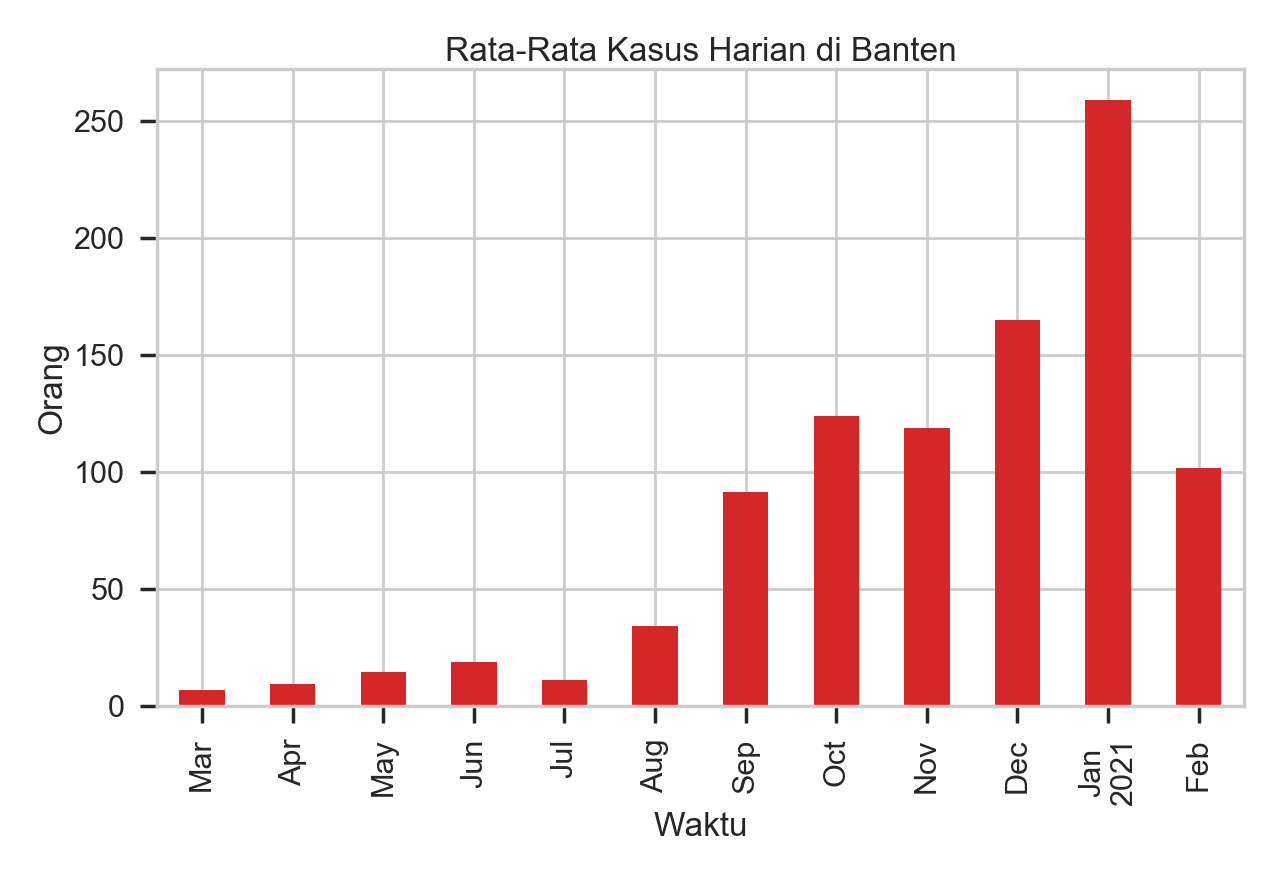 Rata-Rata Kasus Harian di Banten
250
200
150
100
50
0
Orang
Mar
Apr
May
Jun
Jul
Aug
Sep
Oct
Nov
Dec
Jan
2021
Feb
Waktu